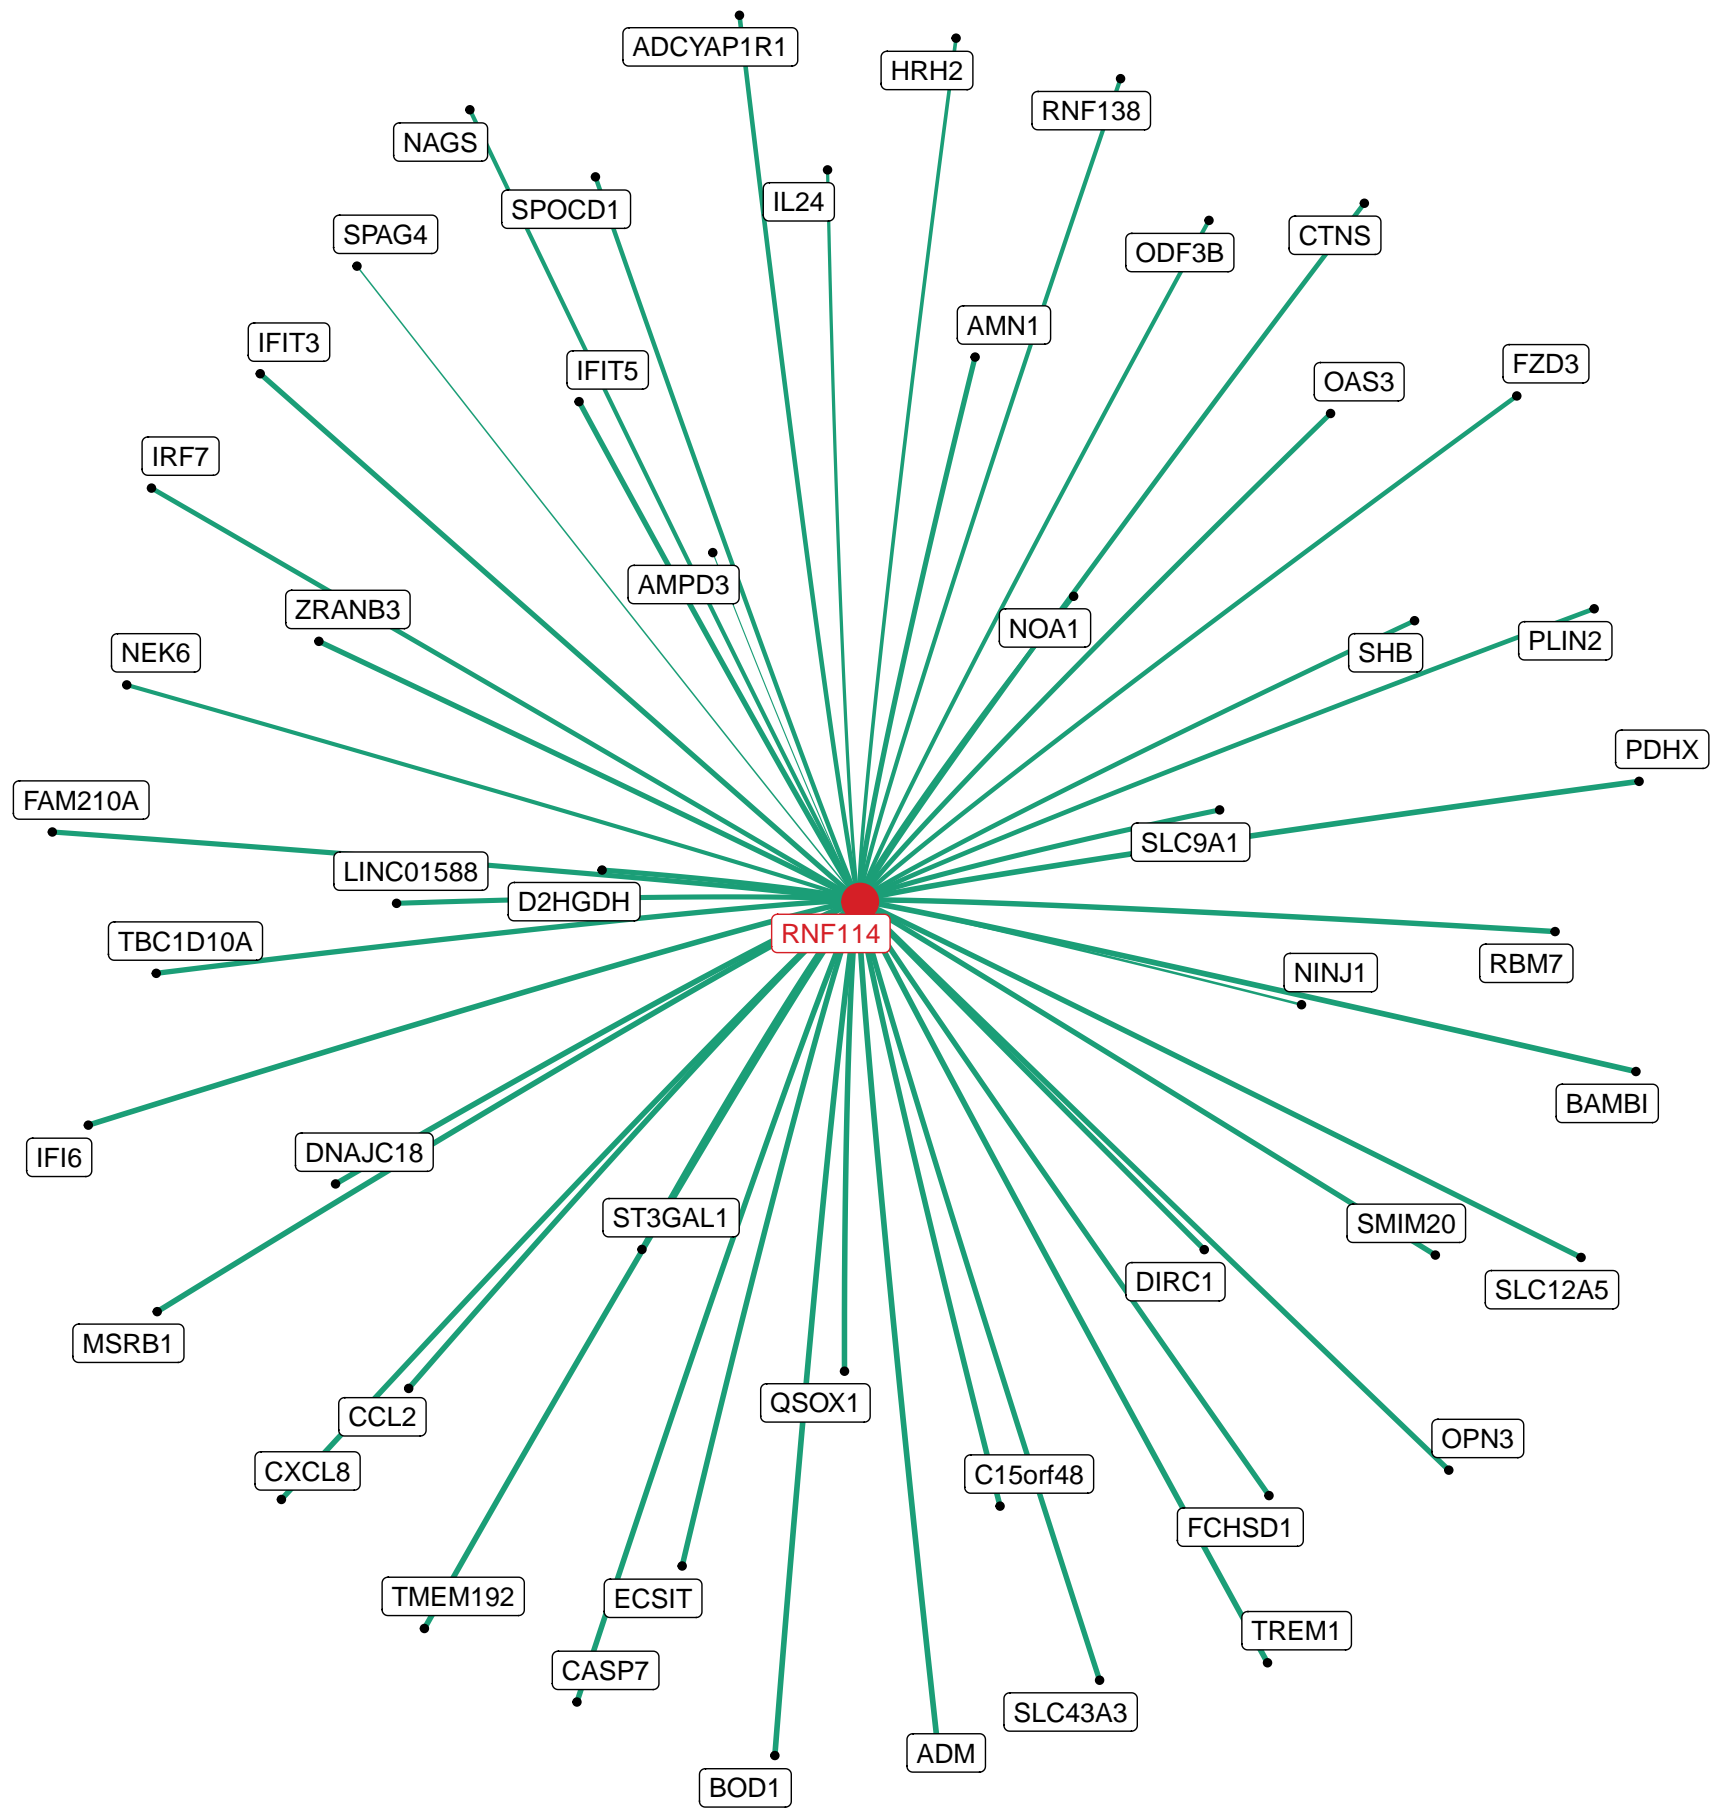 ADCYAP1R1
HRH2
RNF138
NAGS
IL24
SPOCD1
SPAG4
CTNS
ODF3B
AMN1
IFIT3
IFIT5
FZD3
OAS3
IRF7
AMPD3
ZRANB3
NOA1
PLIN2
NEK6
SHB
PDHX
FAM210A
SLC9A1
LINC01588
D2HGDH
RNF114
TBC1D10A
RBM7
NINJ1
BAMBI
DNAJC18
IFI6
ST3GAL1
SMIM20
DIRC1
SLC12A5
MSRB1
QSOX1
CCL2
OPN3
CXCL8
C15orf48
FCHSD1
TMEM192
ECSIT
TREM1
CASP7
SLC43A3
ADM
BOD1